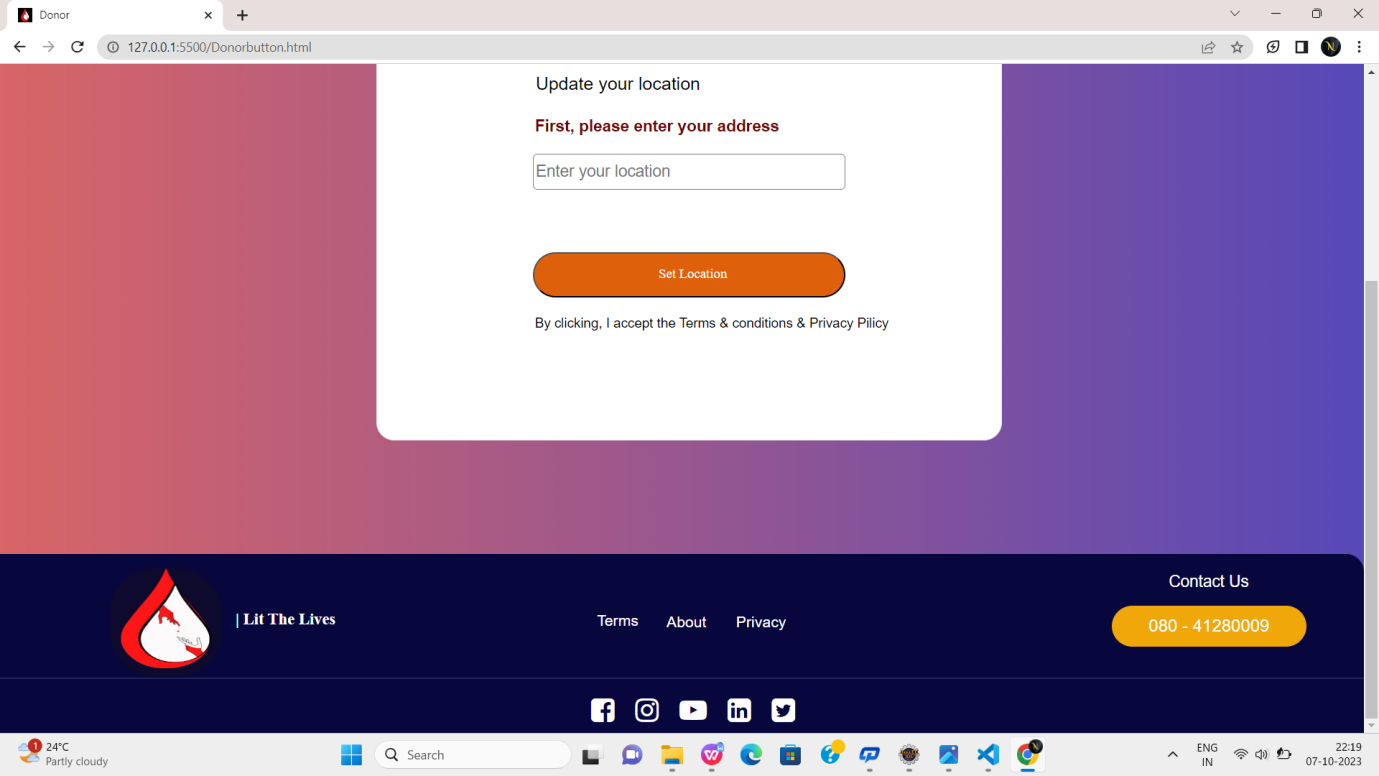 Donor
127.0.0.1:5500/Donorbutton.html
Update your location
First, please enter your address
Enter your location
Set Location
By clicking, I accept the Terms & conditions & Privacy Pilicy
| Lit The Lives
Terms About Privacy
Contact Us
080 - 41280009
1
24°C
Partly cloudy
Search
ENG
IN
22:19
07-10-2023